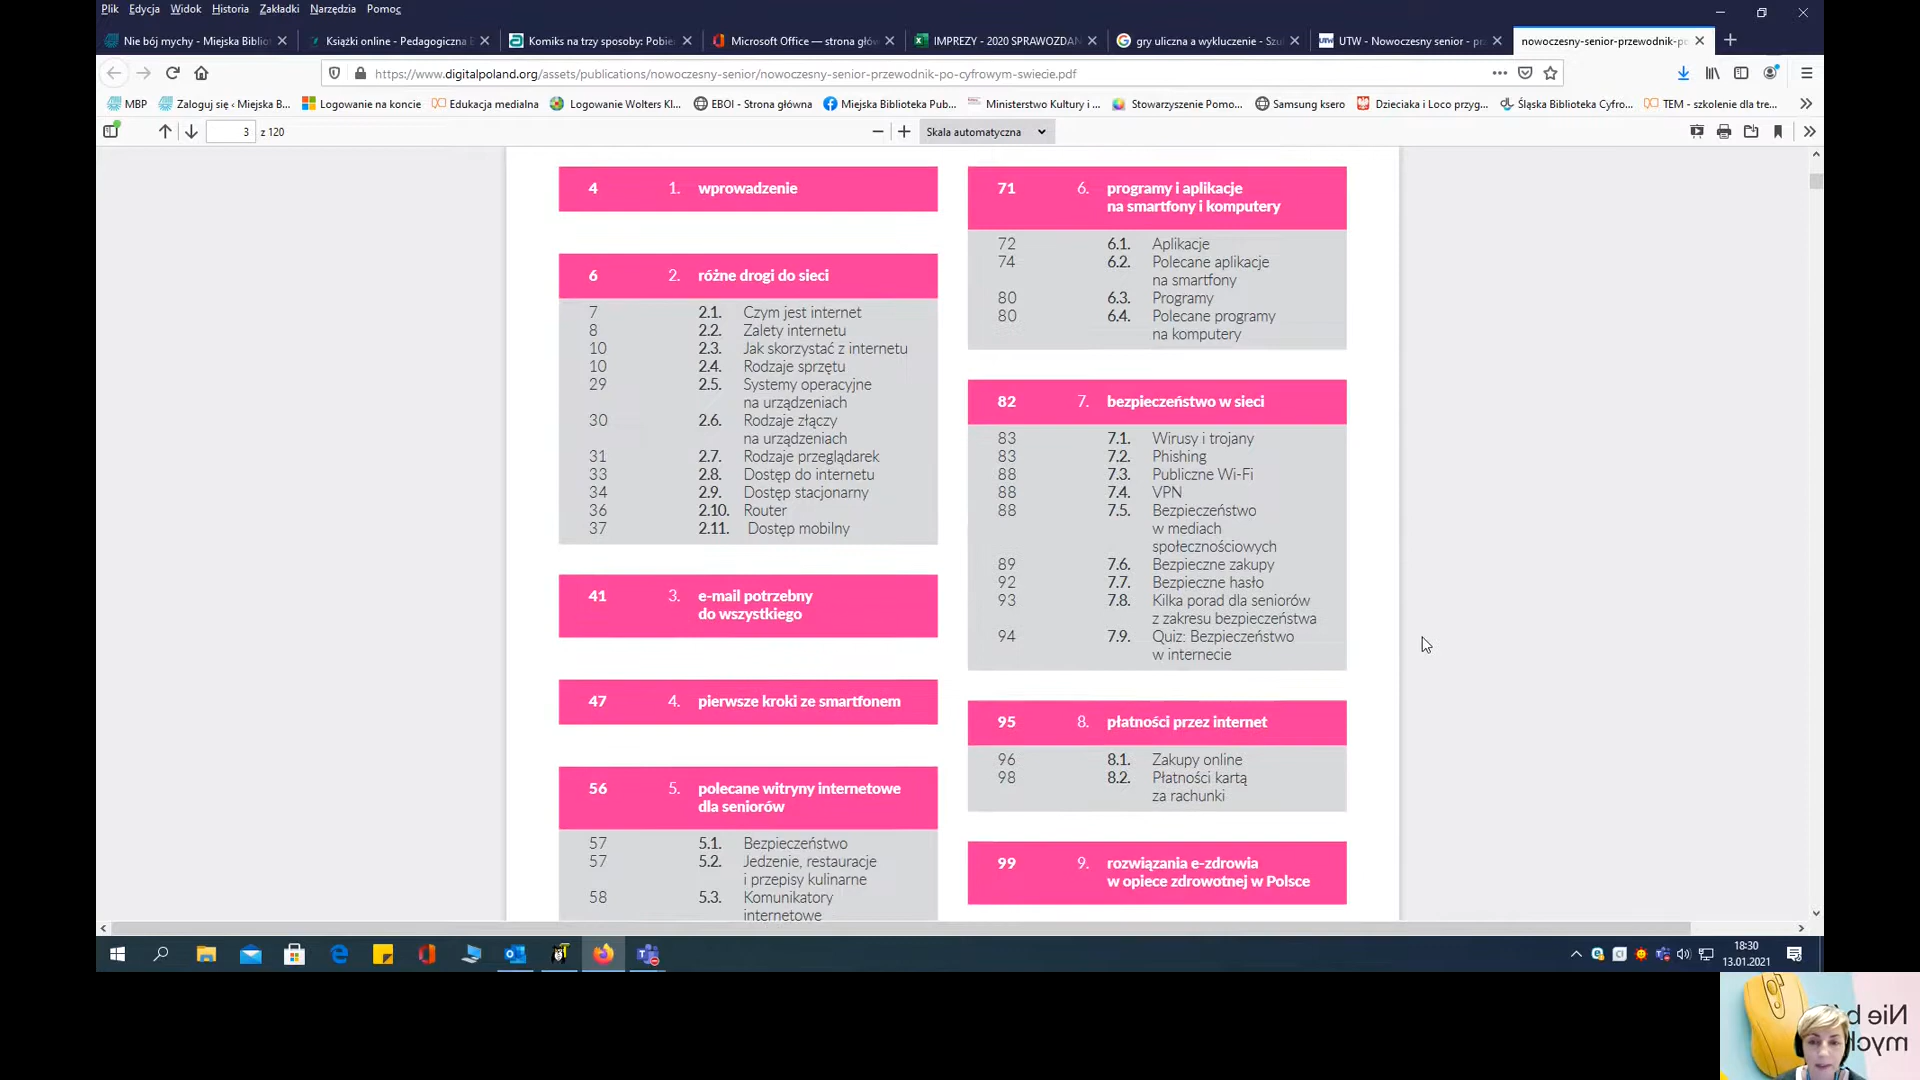 Plik Edycja Widok Historia Zakładki Narzędzia Pomoc
Nie bój mychy - Miejska Bibliot
Książki online - Pedagogiczna B
Komiks na trzy sposoby: Pobie
Microsoft Office — strona głów
IMPREZY - 2020 SPRAWOZDAN
gry uliczna a wykluczenie - Szu
UTW - Nowoczesny senior - pr
nowoczesny-senior-przewodnik-po
https://www.digitalpoland.org/assets/publications/nowoczesny-senior/nowoczesny-senior-przewodnik-po-cyfrowym-swiecie.pdf
MBP
Zaloguj się ‹ Miejska B...
Logowanie na koncie
Edukacja medialna
Logowanie Wolters Kl...
EBOI - Strona główna
Miejska Biblioteka Pub...
Ministerstwo Kultury i ...
Stowarzyszenie Pomo...
Samsung ksero
Dzieciaka i Loco przyg...
Śląska Biblioteka Cyfro...
TEM - szkolenie dla tre...
3 z 120
Skala automatyczna
4 1. wprowadzenie
6 2. różne drogi do sieci
7 2.1. Czym jest internet
8 2.2. Zalety internetu
10 2.3. Jak skorzystać z internetu
10 2.4. Rodzaje sprzętu
29 2.5. Systemy operacyjne
na urządzeniach
30 2.6. Rodzaje złączy
na urządzeniach
31 2.7. Rodzaje przeglądarek
33 2.8. Dostęp do internetu
34 2.9. Dostęp stacjonarny
36 2.10. Router
37 2.11. Dostęp mobilny
41 3. e-mail potrzebny
do wszystkiego
47 4. pierwsze kroki ze smartfonem
56 5. polecane witryny internetowe
dla seniorów
57 5.1. Bezpieczeństwo
57 5.2. Jedzenie, restauracje
i przepisy kulinarne
58 5.3. Komunikatory
internetowe
71 6. programy i aplikacje
na smartfony i komputery
72 6.1. Aplikacje
74 6.2. Polecane aplikacje
na smartfony
80 6.3. Programy
80 6.4. Polecane programy
na komputery
82 7. bezpieczeństwo w sieci
83 7.1. Wirusy i trojany
83 7.2. Phishing
88 7.3. Publiczne Wi-Fi
88 7.4. VPN
88 7.5. Bezpieczeństwo
w mediach
społecznościowych
89 7.6. Bezpieczne zakupy
92 7.7. Bezpieczne hasło
93 7.8. Kilka porad dla seniorów
z zakresu bezpieczeństwa
94 7.9. Quiz: Bezpieczeństwo
w internecie
95 8. płatności przez internet
96 8.1. Zakupy online
98 8.2. Płatności kartą
za rachunki
99 9. rozwiązania e-zdrowia
w opiece zdrowotnej w Polsce
18:30
13.01.2021
Nie b
mych